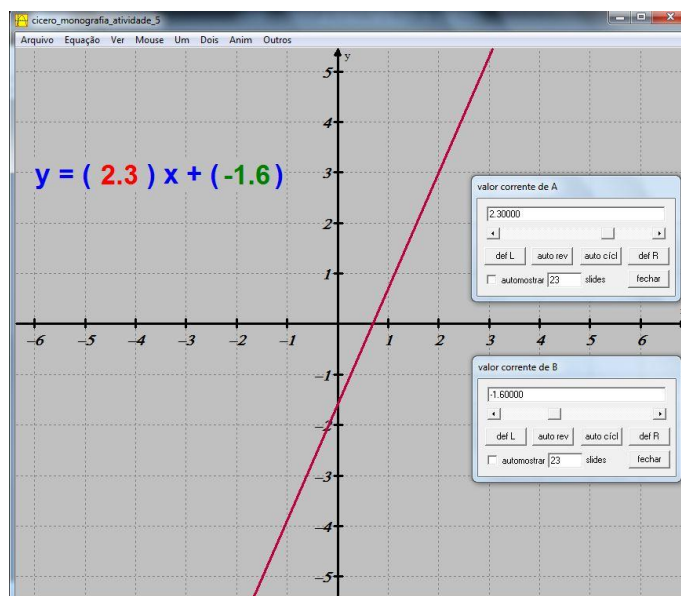 cicero_monografia_atividade_5
Arquivo Equação Ver Mouse Um Dois Anim Outros
y
5
4
y = ( 2.3 ) x + (-1.6)
3
2
1
-6 -5 -4 -3 -2 -1 1 2 3 4 5 6
-1
-2
-3
-4
-5
valor corrente de A
2.30000
def L auto rev auto cícl def R
automostrar 23 slides fechar
valor corrente de B
-1.60000
def L auto rev auto cícl def R
automostrar 23 slides fechar